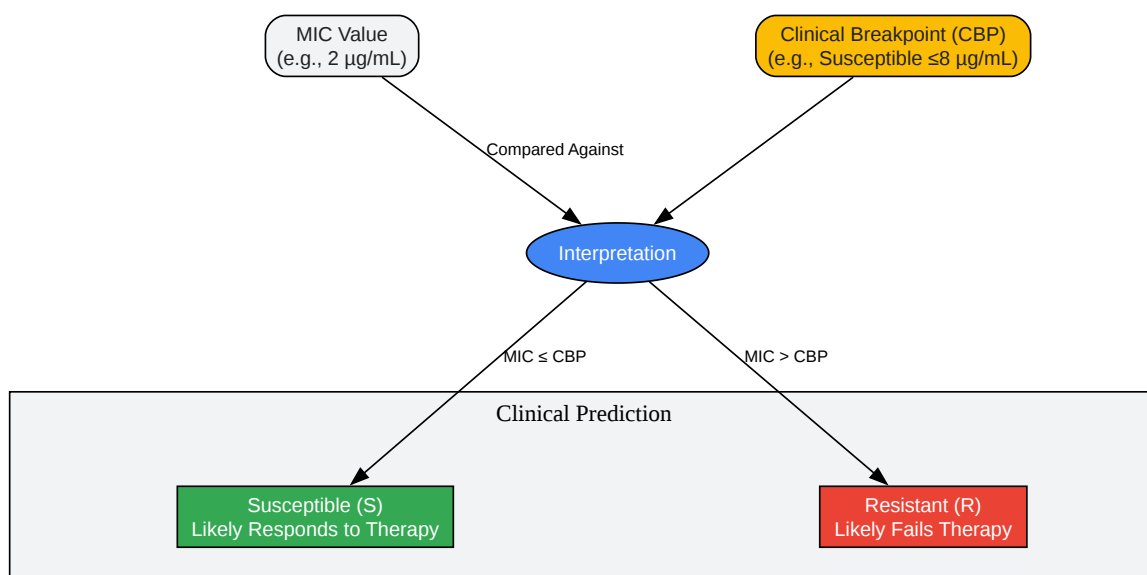 MIC Value
(e.g., 2 µg/mL)
Clinical Breakpoint (CBP)
(e.g., Susceptible ≤8 µg/mL)
Compared Against
Interpretation
MIC ≤ CBP
MIC > CBP
Clinical Prediction
Susceptible (S)
Likely Responds to Therapy
Resistant (R)
Likely Fails Therapy